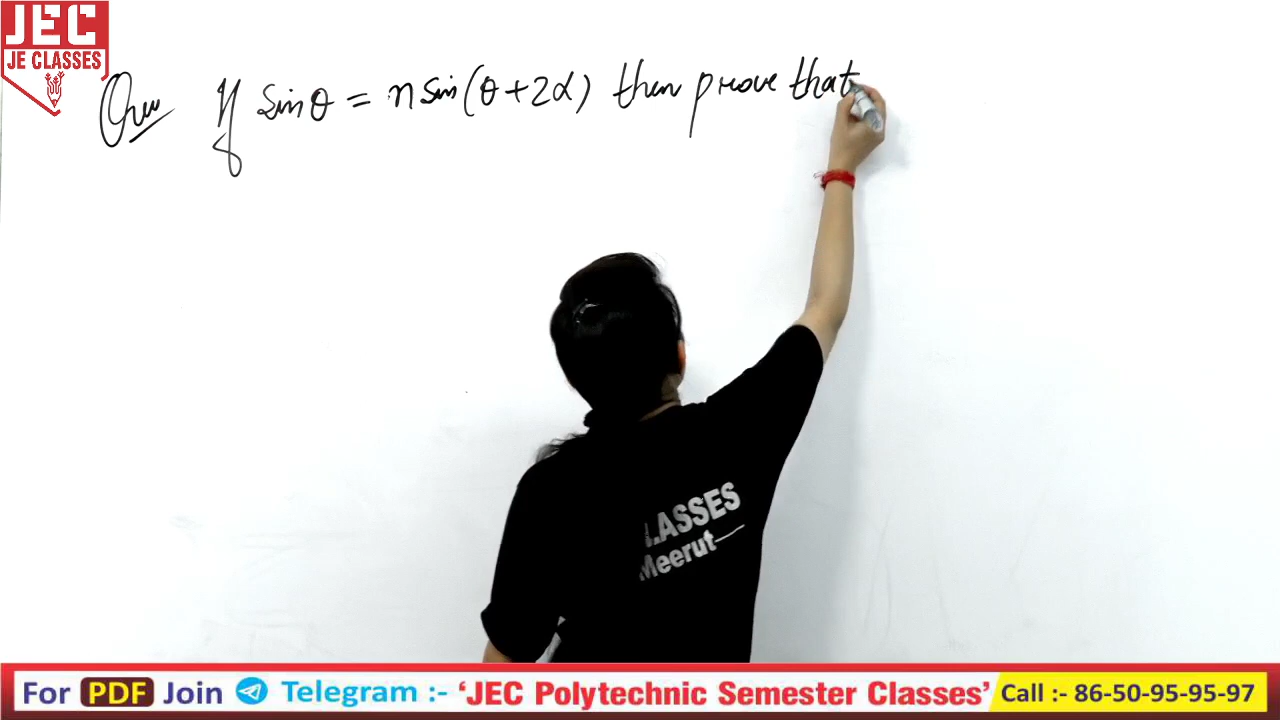 JEC
JE CLASSES
Que If Sinθ = n Sin(θ+2α) then prove that
LASSES
Meerut
For PDF Join Telegram :- ‘JEC Polytechnic Semester Classes’ Call :- 86-50-95-95-97